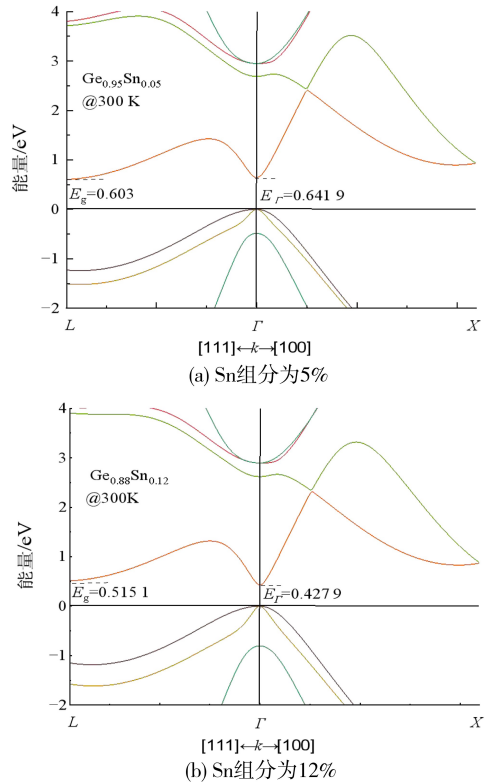 4
Ge0.95Sn0.05
@300 K
3
2
能量/eV
1
Eg=0.603
EΓ=0.641 9
0
−1
−2
L
Γ
X
[111]←k→[100]
(a) Sn组分为5%
4
Ge0.88Sn0.12
@300K
3
2
能量/eV
1
Eg=0.515 1
EΓ=0.427 9
0
−1
−2
L
Γ
X
[111]←k→[100]
(b) Sn组分为12%